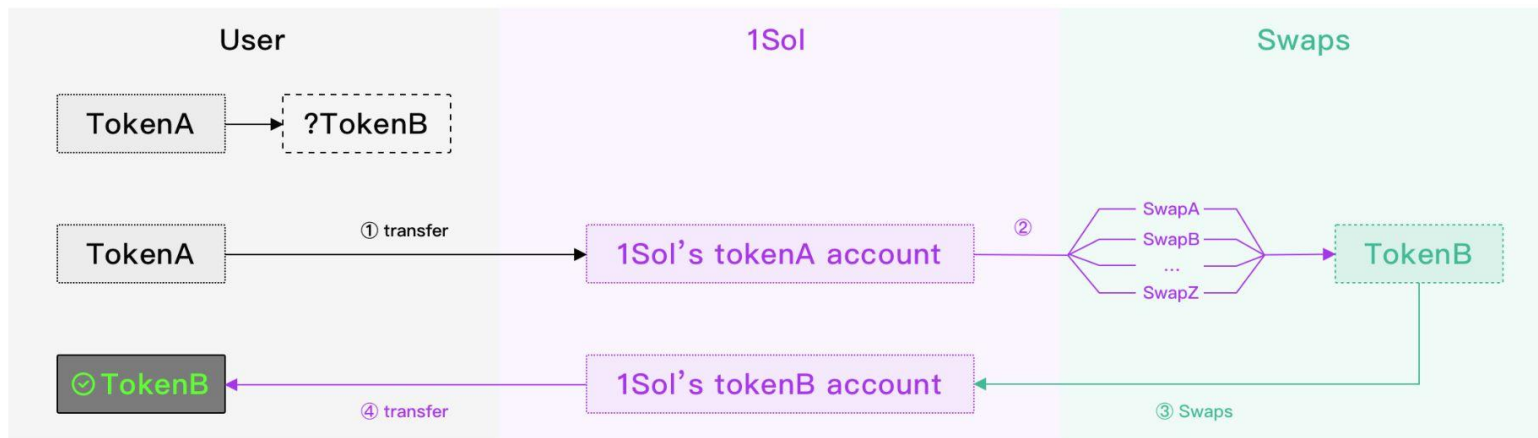 User
1Sol
Swaps
TokenA
?TokenB
TokenA
① transfer
1Sol’s tokenA account
②
SwapA
SwapB
...
SwapZ
TokenB
TokenB
④ transfer
1Sol’s tokenB account
③ Swaps